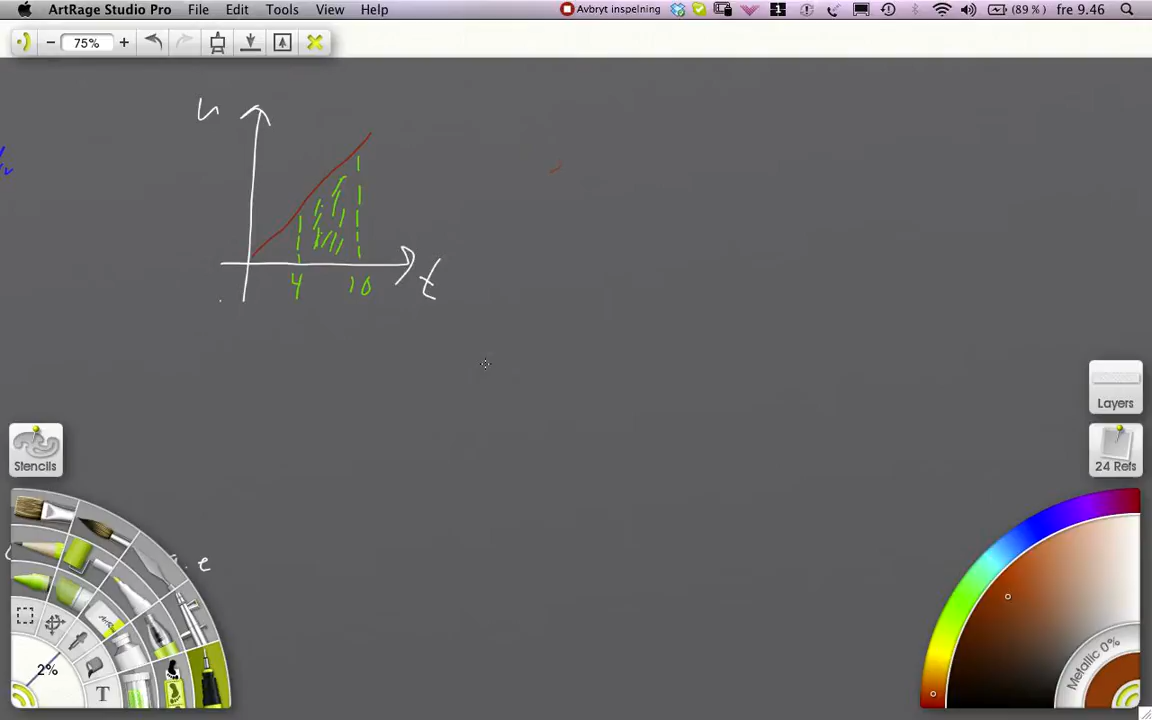 ArtRage Studio Pro File Edit Tools View Help Avbryt inspelning 1 (89 %) fre 9.46
75%
u
4 10
t
Layers
Stencils
24 Refs
. e
2%
T
Metallic 0%